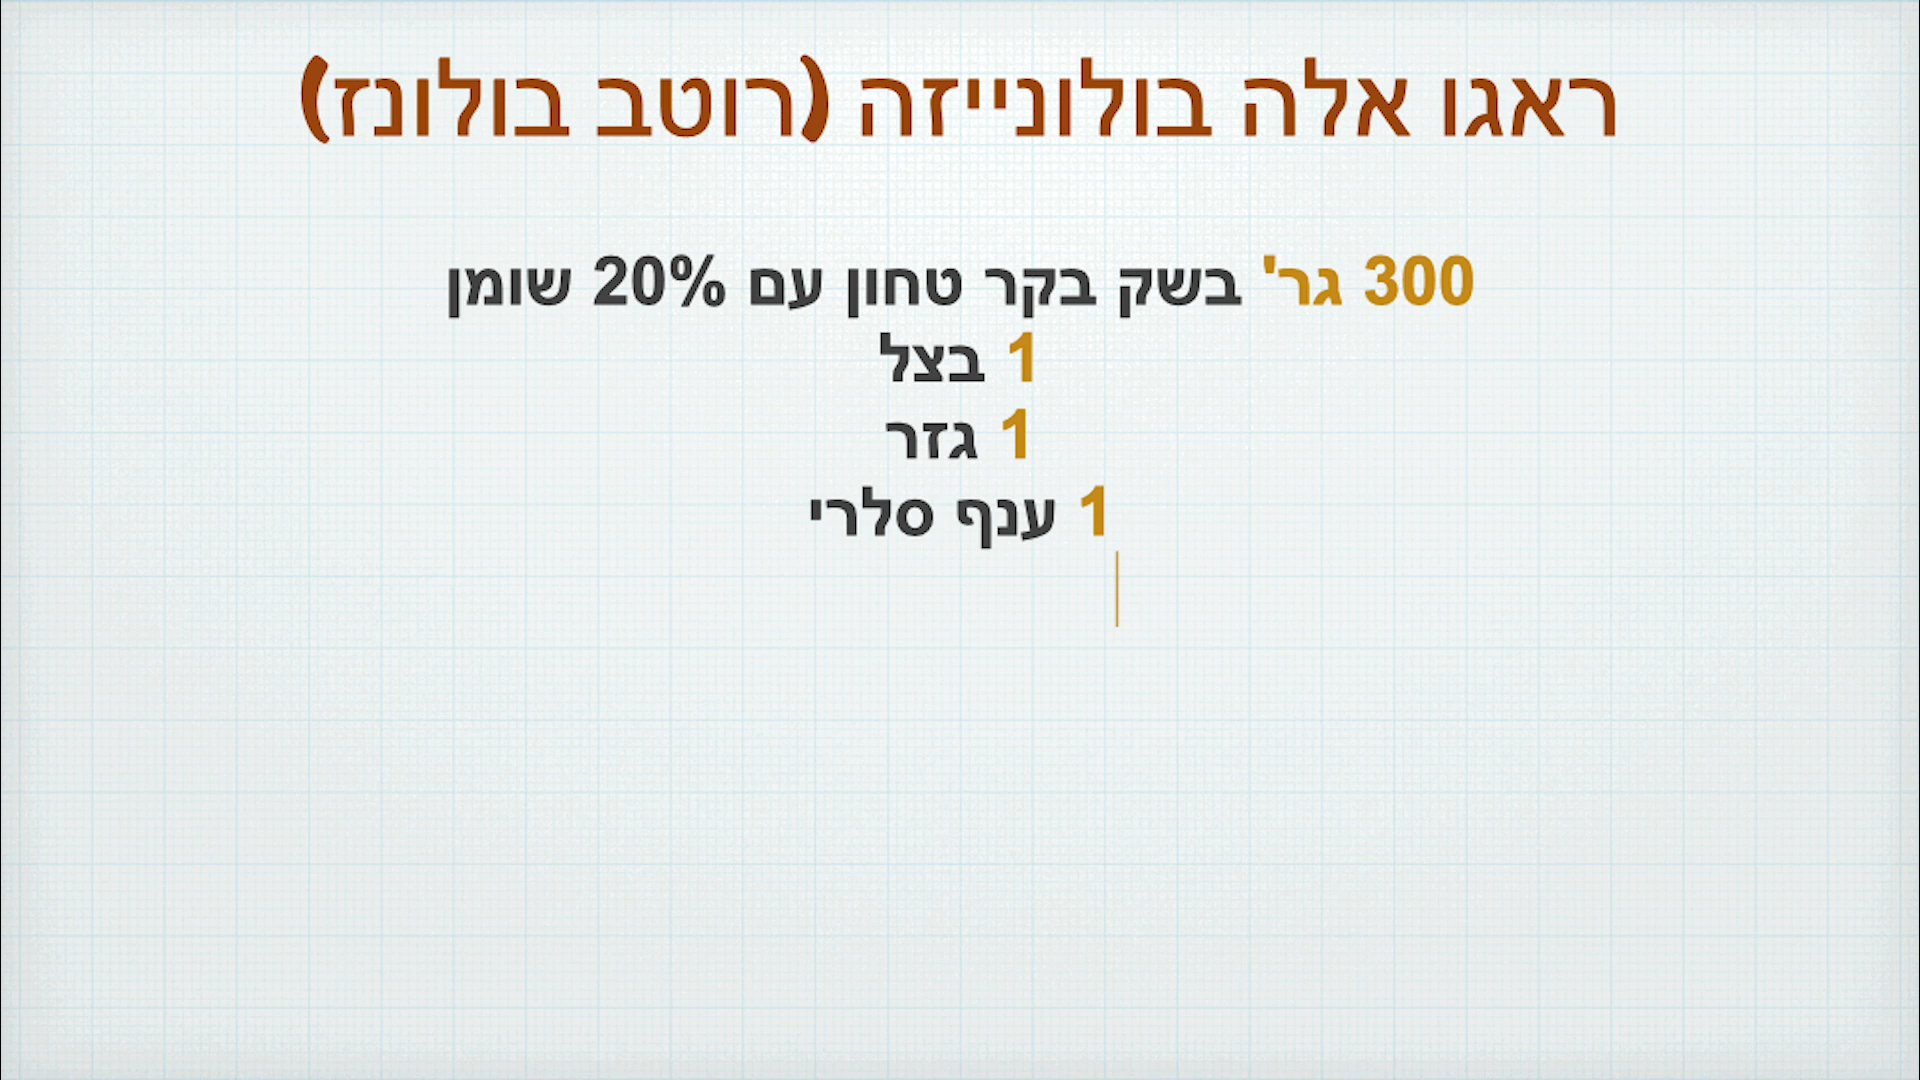 ראגו אלה בולונייזה (רוטב בולונז)
300 גר' בשק בקר טחון עם 20% שומן
1 בצל
1 גזר
1 ענף סלרי